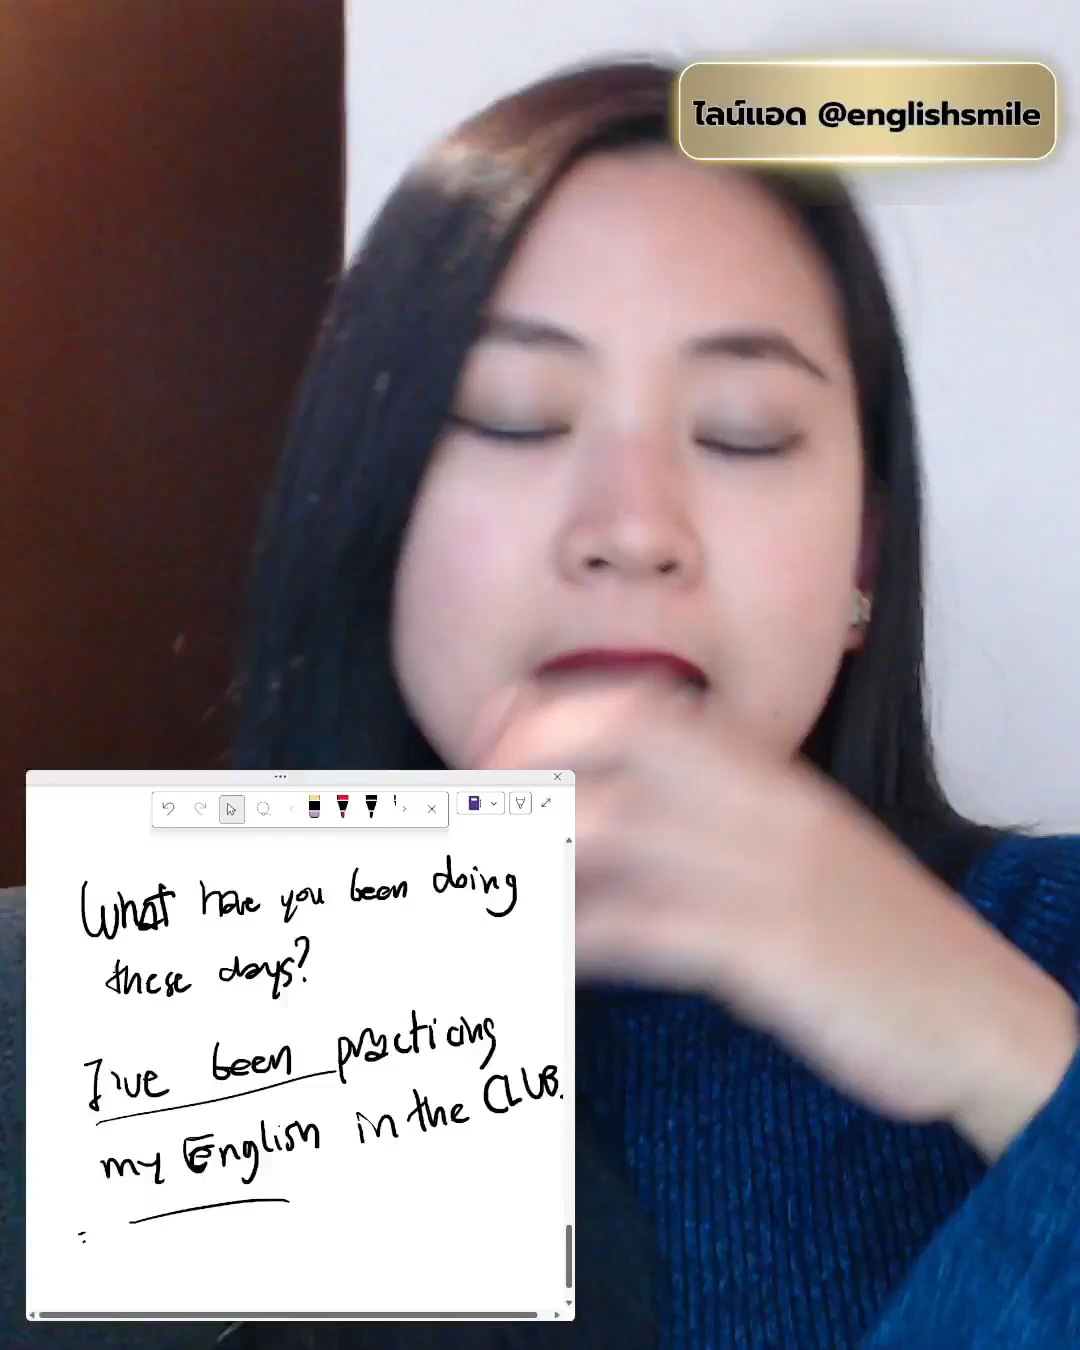 ไลน์แอด @englishsmile
What have you been doing
these days?
I've been practicing
my English in the CLUB.